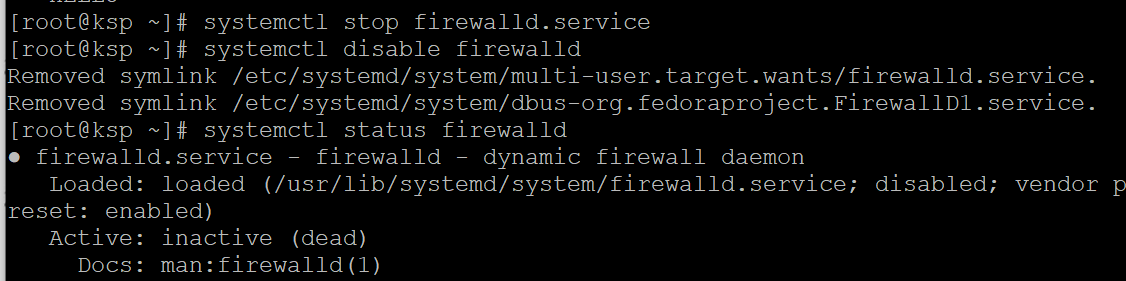 [root@ksp ~]# systemctl stop firewalld.service
[root@ksp ~]# systemctl disable firewalld
Removed symlink /etc/systemd/system/multi-user.target.wants/firewalld.service.
Removed symlink /etc/systemd/system/dbus-org.fedoraproject.FirewallD1.service.
[root@ksp ~]# systemctl status firewalld
● firewalld.service - firewalld - dynamic firewall daemon
   Loaded: loaded (/usr/lib/systemd/system/firewalld.service; disabled; vendor p
reset: enabled)
   Active: inactive (dead)
     Docs: man:firewalld(1)